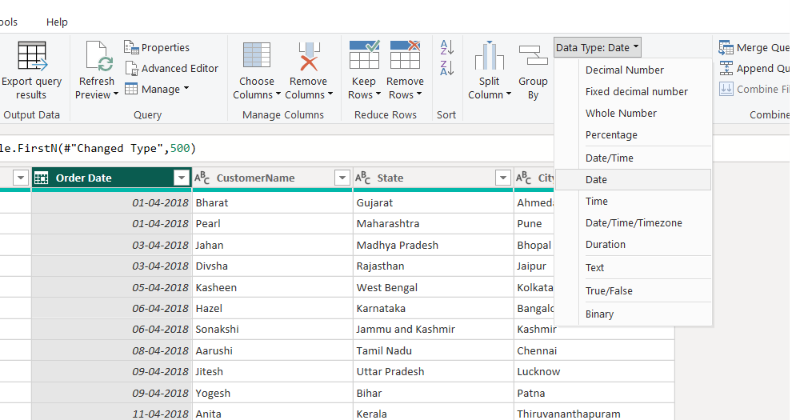 ools Help
Export query results
Output Data
Refresh Preview
Properties
Advanced Editor
Manage
Query
Choose Columns
Remove Columns
Manage Columns
Keep Rows
Remove Rows
Reduce Rows
A
Z
Z
A
Sort
Split Column
Group By
Data Type: Date
Decimal Number
Fixed decimal number
Whole Number
Percentage
Date/Time
Date
Time
Date/Time/Timezone
Duration
Text
True/False
Binary
Merge Que
Append Qu
Combine Fi
Combine
le.FirstN(#"Changed Type",500)
Order Date ABC CustomerName ABC State ABC City
01-04-2018 Bharat Gujarat Ahmeda
01-04-2018 Pearl Maharashtra Pune
03-04-2018 Jahan Madhya Pradesh Bhopal
03-04-2018 Divsha Rajasthan Jaipur
05-04-2018 Kasheen West Bengal Kolkata
06-04-2018 Hazel Karnataka Bangalo
06-04-2018 Sonakshi Jammu and Kashmir Kashmir
08-04-2018 Aarushi Tamil Nadu Chennai
09-04-2018 Jitesh Uttar Pradesh Lucknow
09-04-2018 Yogesh Bihar Patna
11-04-2018 Anita Kerala Thiruvananthapuram